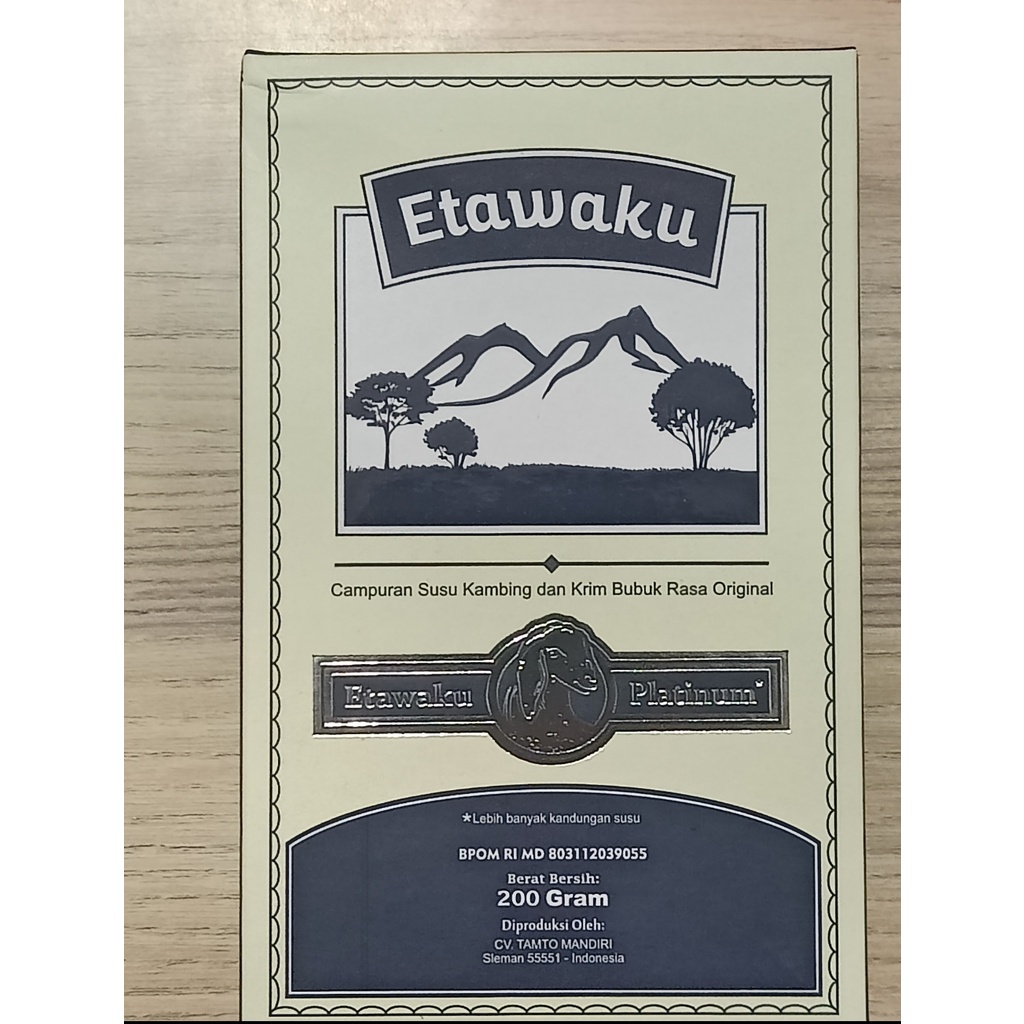 Etawaku
Campuran Susu Kambing dan Krim Bubuk Rasa Original
Etawaku Platinum*
*Lebih banyak kandungan susu
BPOM RI MD 803112039055
Berat Bersih:
200 Gram
Diproduksi Oleh:
CV. TAMTO MANDIRI
Sleman 55551 - Indonesia